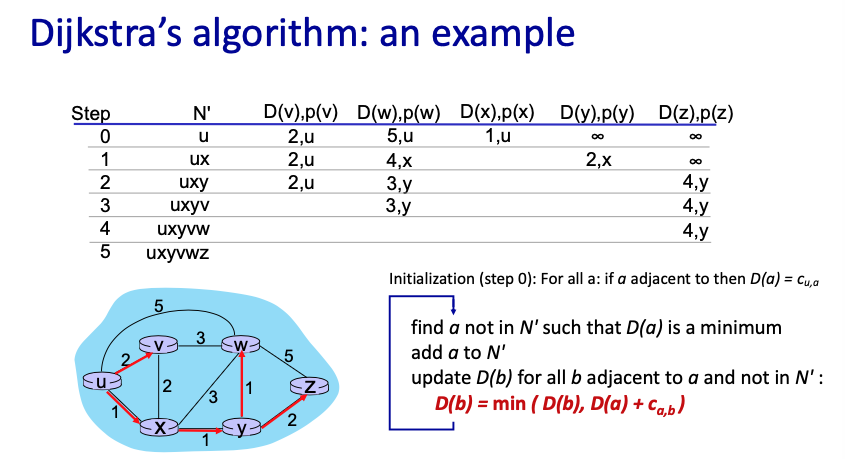 Dijkstra’s algorithm: an example
Step N' D(v),p(v) D(w),p(w) D(x),p(x) D(y),p(y) D(z),p(z)
0 u 2,u 5,u 1,u ∞ ∞
1 ux 2,u 4,x 2,x ∞
2 uxy 2,u 3,y 4,y
3 uxyv 3,y 4,y
4 uxyvw 4,y
5 uxyvwz
Initialization (step 0): For all a: if a adjacent to then D(a) = cu,a
find a not in N' such that D(a) is a minimum
add a to N'
update D(b) for all b adjacent to a and not in N' :
D(b) = min ( D(b), D(a) + ca,b )
5
v 3 w
2 5
u 2 3 1 z
1 2
x 1 y